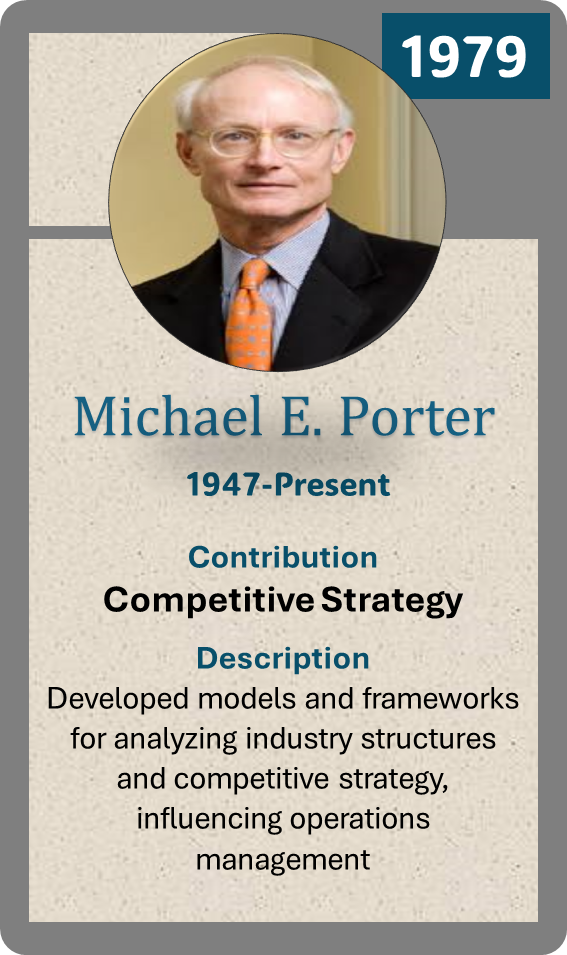 1979
Michael E. Porter
1947-Present
Contribution
Competitive Strategy
Description
Developed models and frameworks
for analyzing industry structures
and competitive strategy,
influencing operations
management